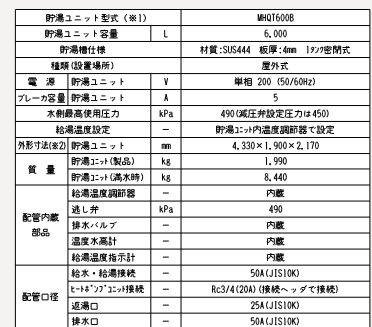 貯湯ユニット型式（※1） MHQT600B
貯湯ユニット容量 L 6.000
貯湯槽仕様 材質:SUS444 板厚:4mm 1タンク密閉式
種類(設置場所) 屋外式
電 源 貯湯ユニット V 単相 200 (50/60Hz)
ブレーカ容量 貯湯ユニット A 5
水側最高使用圧力 kPa 490(減圧弁設定圧力は450)
給湯温度設定 － 貯湯ユニット内温度調節器で設定
外形寸法(※2) 貯湯ユニット mm 4.330×1.900×2.170
質 量 貯湯ユニット(製品) kg 1.990
貯湯ユニット(満水時) kg 8.440
配管内蔵部品 給湯温度調節器 － 内蔵
逃し弁 kPa 490
排水バルブ － 内蔵
温度水高計 － 内蔵
給湯温度指示計 － 内蔵
配管口径 給水・給湯接続 － 50A(JIS10K)
ヒートポンプユニット接続 － Rc3/4(20A)(接続ヘッダで接続)
返湯口 － 25A(JIS10K)
排水口 － 50A(JIS10K)